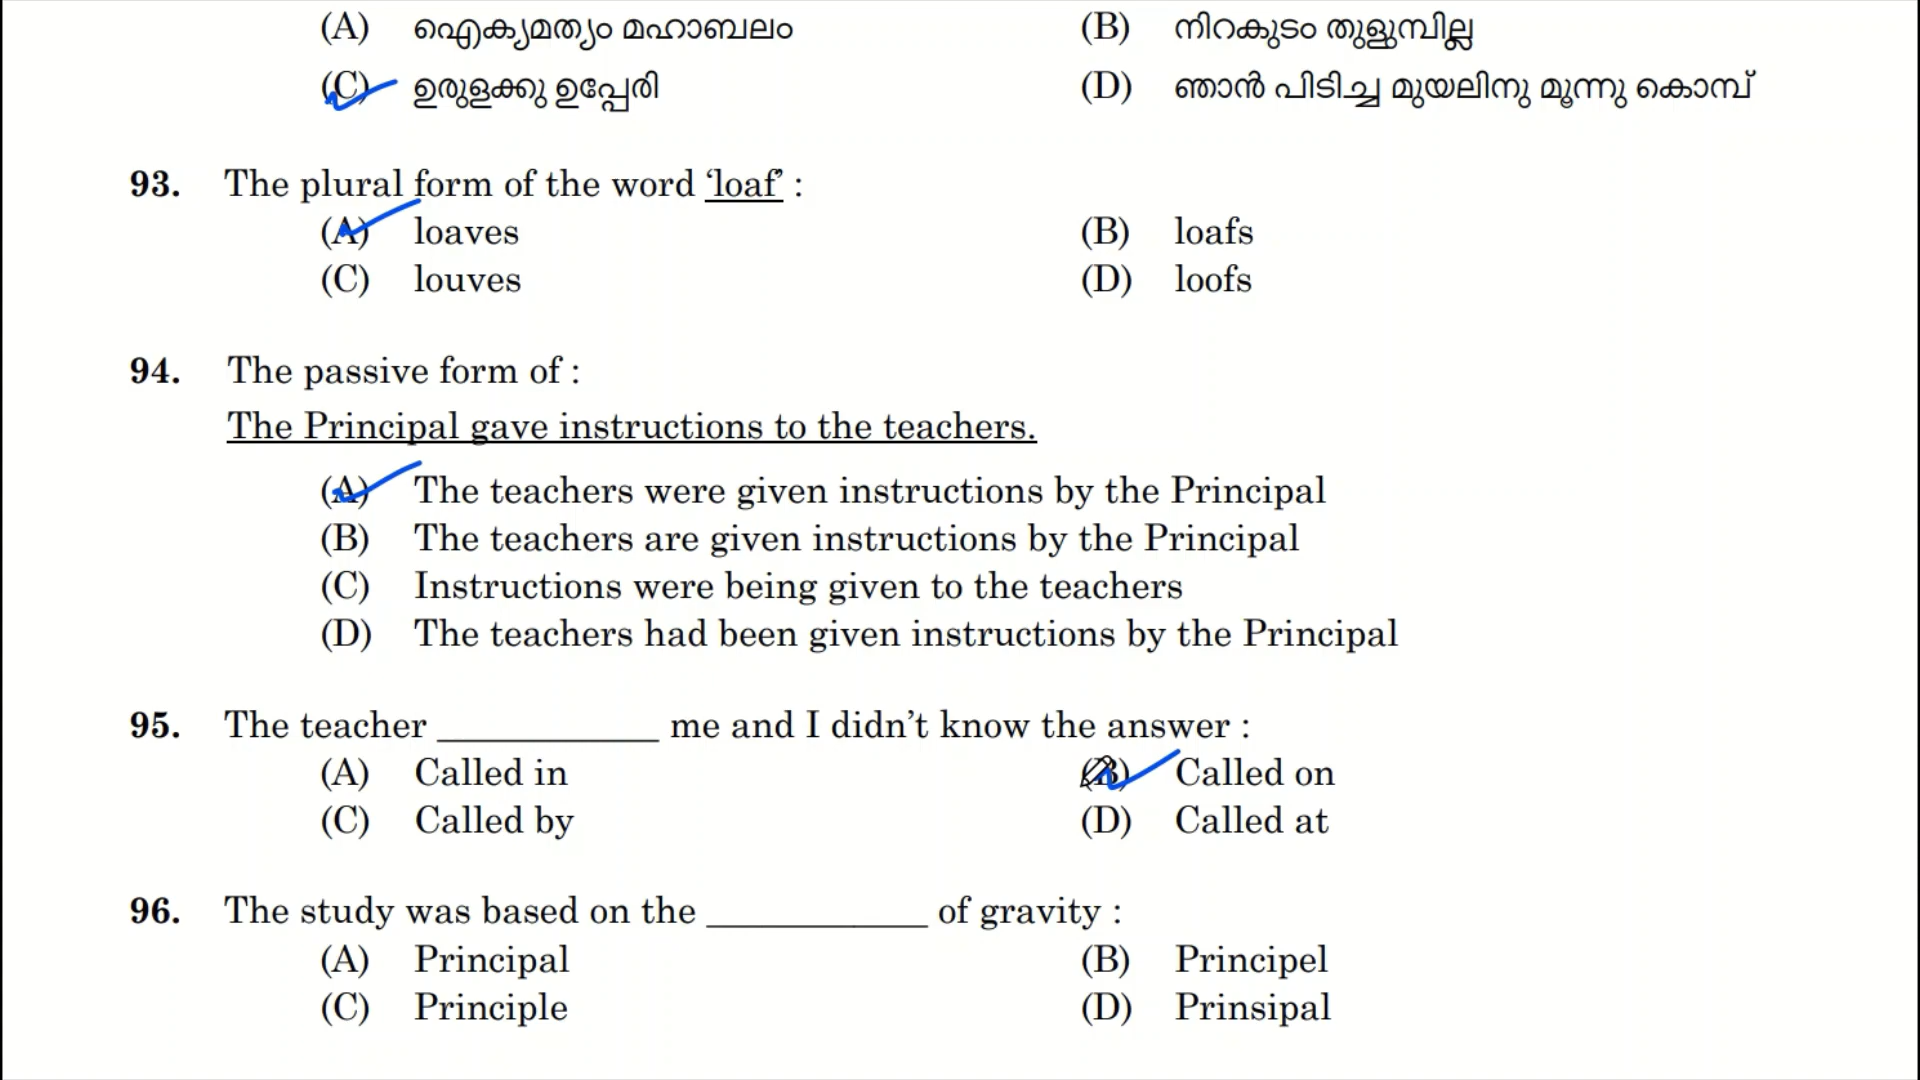 (A) ഐക്യമത്യം മഹാബലം (B) നിറകുടം തുളുമ്പില്ല
(C) ഉരുളക്കു ഉപ്പേരി (D) ഞാൻ പിടിച്ച മുയലിനു മൂന്നു കൊമ്പ്
93. The plural form of the word ‘loaf’ :
(A) loaves (B) loafs
(C) louves (D) loofs
94. The passive form of :
The Principal gave instructions to the teachers.
(A) The teachers were given instructions by the Principal
(B) The teachers are given instructions by the Principal
(C) Instructions were being given to the teachers
(D) The teachers had been given instructions by the Principal
95. The teacher ___________ me and I didn’t know the answer :
(A) Called in (B) Called on
(C) Called by (D) Called at
96. The study was based on the ___________ of gravity :
(A) Principal (B) Principel
(C) Principle (D) Prinsipal